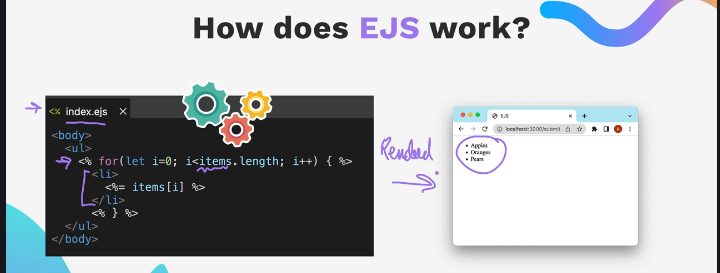 How does EJS work?
<% index.ejs ×
<body>
<ul>
<% for(let i=0; i<items.length; i++) { %>
<li>
<%= items[i] %>
</li>
<% } %>
</ul>
</body>
Rendered
EJS
localhost:3000/submit
Apples
Oranges
Pears